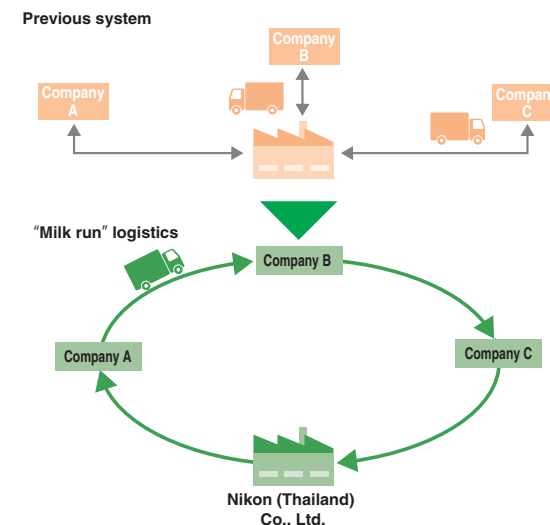 Previous system
Company
B
Company
A
Compan
C
“Milk run” logistics
Company B
Company A
Company C
Nikon (Thailand)
Co., Ltd.